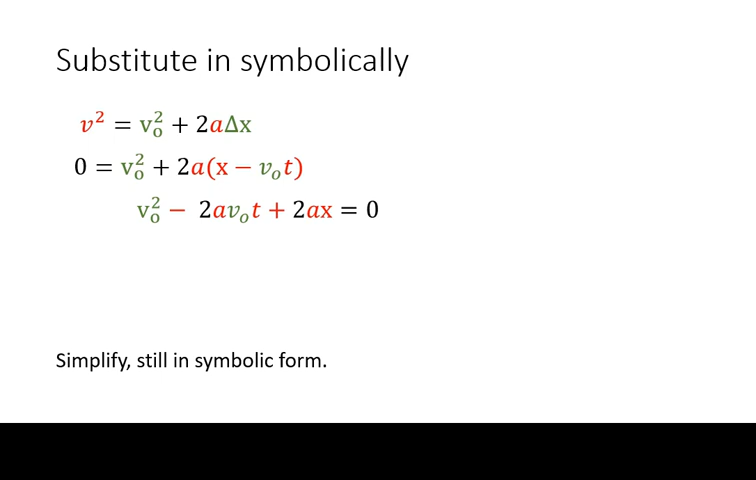 Substitute in symbolically
v² = v₀² + 2aΔx
0 = v₀² + 2a(x − v₀t)
v₀² − 2av₀t + 2ax = 0
Simplify, still in symbolic form.